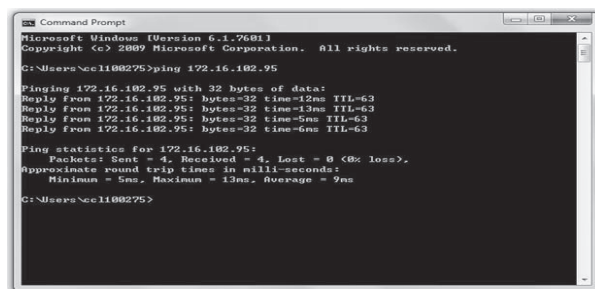 Command Prompt
Microsoft Windows [Version 6.1.7601]
Copyright (c) 2009 Microsoft Corporation.  All rights reserved.
C:\Users\ccl100275>ping 172.16.102.95
Pinging 172.16.102.95 with 32 bytes of data:
Reply from 172.16.102.95: bytes=32 time=12ms TTL=63
Reply from 172.16.102.95: bytes=32 time=13ms TTL=63
Reply from 172.16.102.95: bytes=32 time=5ms TTL=63
Reply from 172.16.102.95: bytes=32 time=6ms TTL=63
Ping statistics for 172.16.102.95:
    Packets: Sent = 4, Received = 4, Lost = 0 (0% loss),
Approximate round trip times in milli-seconds:
    Minimum = 5ms, Maximum = 13ms, Average = 9ms
C:\Users\ccl100275>